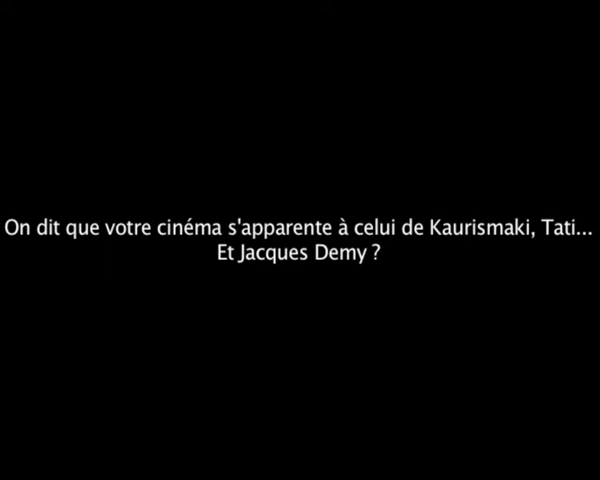 On dit que votre cinéma s'apparente à celui de Kaurismaki, Tati...
Et Jacques Demy ?